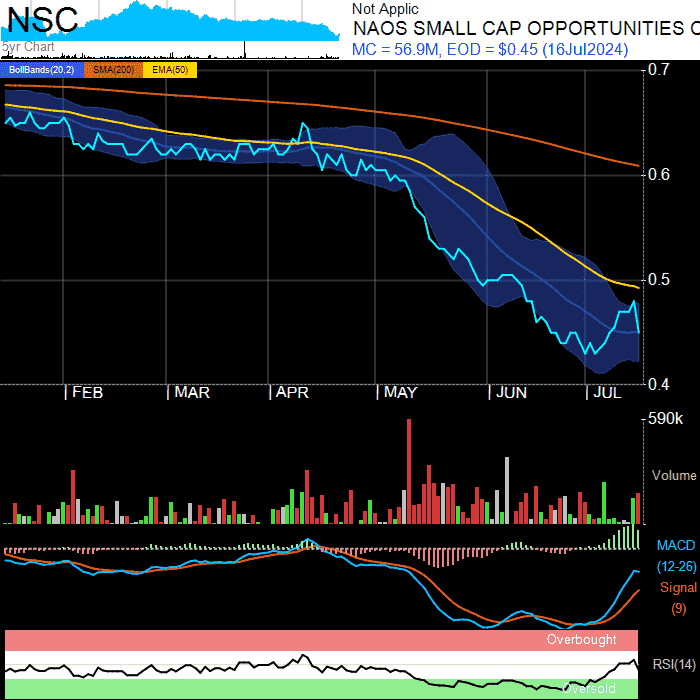 NSC
5yr Chart
Not Applic
NAOS SMALL CAP OPPORTUNITIES C
MC = 56.9M, EOD = $0.45 (16Jul2024)
BollBands(20,2) SMA(200) EMA(50)
0.7
0.6
0.5
0.4
FEB MAR APR MAY JUN JUL
590k
Volume
MACD
(12-26)
Signal
(9)
Overbought
RSI(14)
Oversold